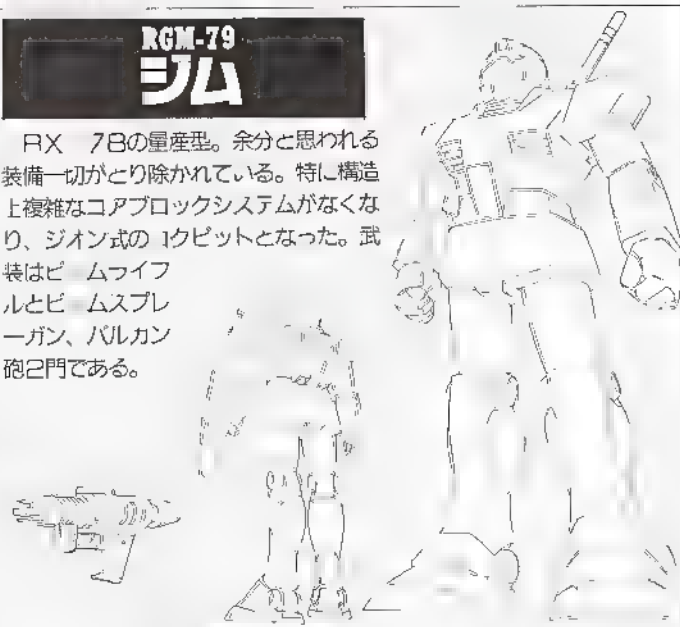 RGM-79
ジム
RX 78の量産型。余分と思われる
装備一切がとり除かれている。特に構造
上複雑なコアブロックシステムがなくな
り、ジオン式のコクピットとなった。武
装はビームライフ
ルとビームスプレ
ーガン、バルカン
砲2門である。